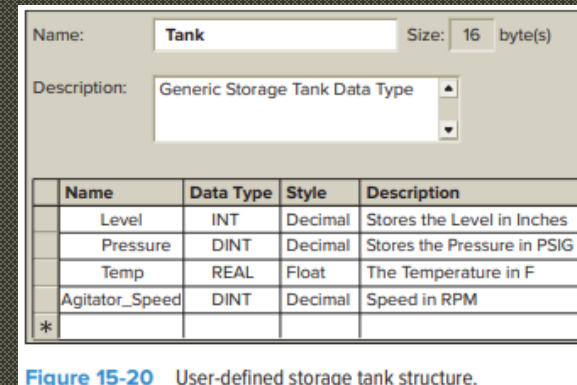 Name: Tank Size: 16 byte(s)
Description: Generic Storage Tank Data Type
Name Data Type Style Description
Level INT Decimal Stores the Level in Inches
Pressure DINT Decimal Stores the Pressure in PSIG
Temp REAL Float The Temperature in F
Agitator_Speed DINT Decimal Speed in RPM
*
Figure 15-20 User-defined storage tank structure.